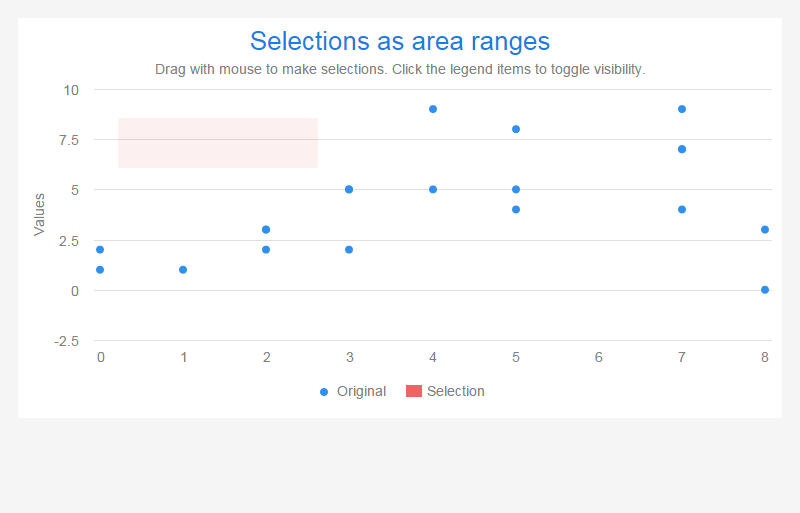 Selections as area ranges
Drag with mouse to make selections. Click the legend items to toggle visibility.
10
7.5
5
2.5
0
-2.5
Values
0 1 2 3 4 5 6 7 8
Original Selection